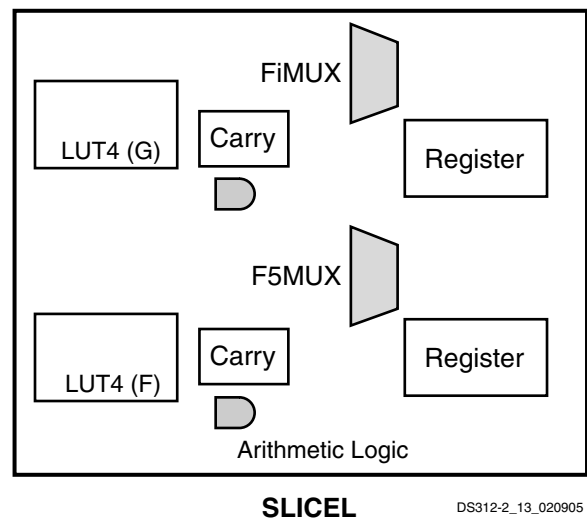 FiMUX
LUT4 (G)
Carry
Register
F5MUX
LUT4 (F)
Carry
Register
Arithmetic Logic
SLICEL
DS312-2_13_020905